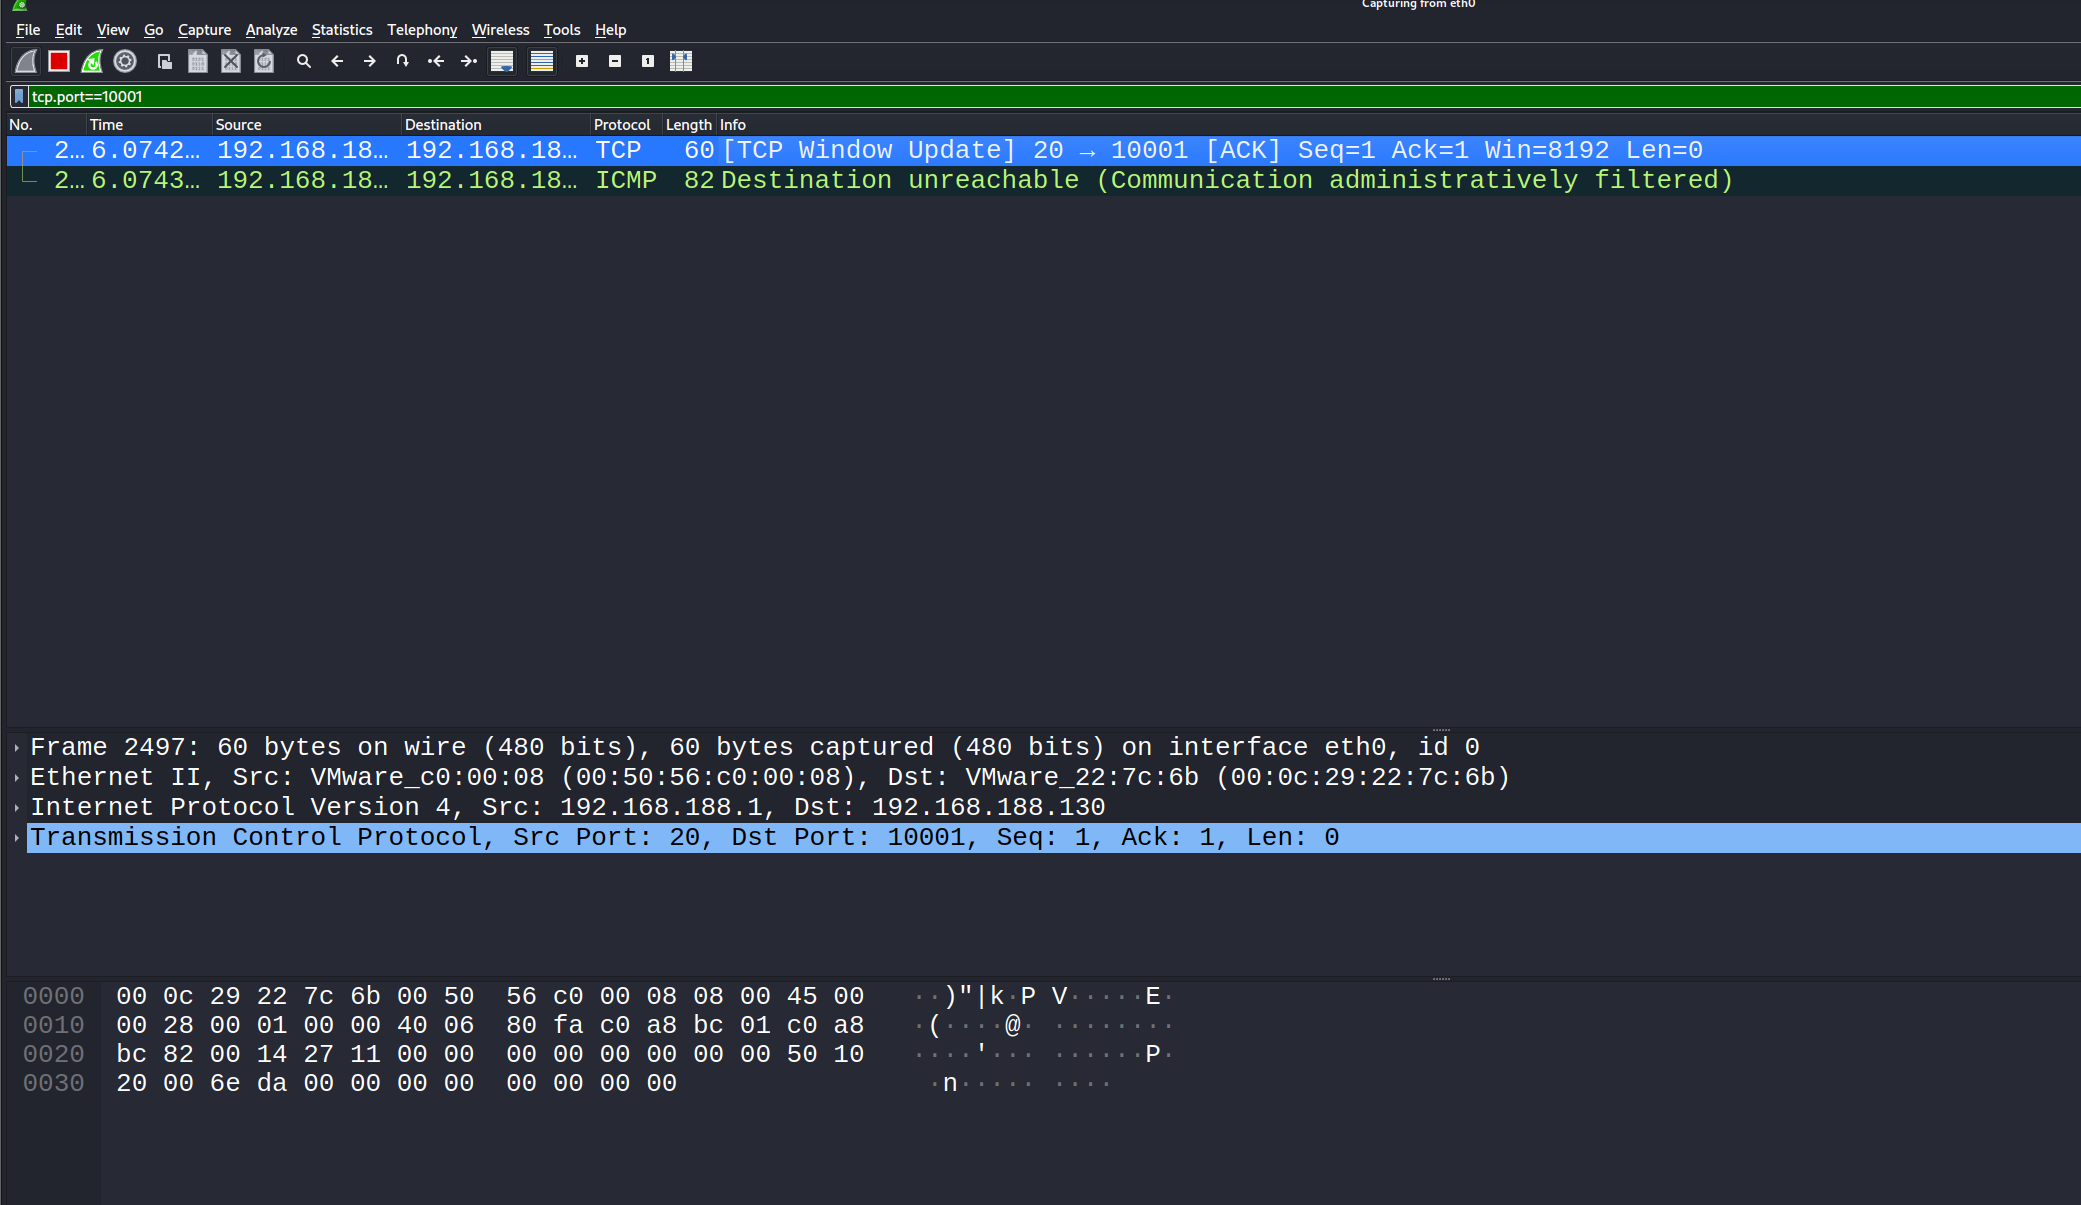 Capturing from eth0
File Edit View Go Capture Analyze Statistics Telephony Wireless Tools Help
tcp.port==10001
No. Time Source Destination Protocol Length Info
2… 6.0742… 192.168.18… 192.168.18… TCP 60 [TCP Window Update] 20 → 10001 [ACK] Seq=1 Ack=1 Win=8192 Len=0
2… 6.0743… 192.168.18… 192.168.18… ICMP 82 Destination unreachable (Communication administratively filtered)
Frame 2497: 60 bytes on wire (480 bits), 60 bytes captured (480 bits) on interface eth0, id 0
Ethernet II, Src: VMware_c0:00:08 (00:50:56:c0:00:08), Dst: VMware_22:7c:6b (00:0c:29:22:7c:6b)
Internet Protocol Version 4, Src: 192.168.188.1, Dst: 192.168.188.130
Transmission Control Protocol, Src Port: 20, Dst Port: 10001, Seq: 1, Ack: 1, Len: 0
0000 00 0c 29 22 7c 6b 00 50 56 c0 00 08 08 00 45 00 ··)"|k·P V·····E·
0010 00 28 00 01 00 00 40 06 80 fa c0 a8 bc 01 c0 a8 ·(····@· ········
0020 bc 82 00 14 27 11 00 00 00 00 00 00 00 00 50 10 ····'··· ······P·
0030 20 00 6e da 00 00 00 00 00 00 00 00 ·n····· ····